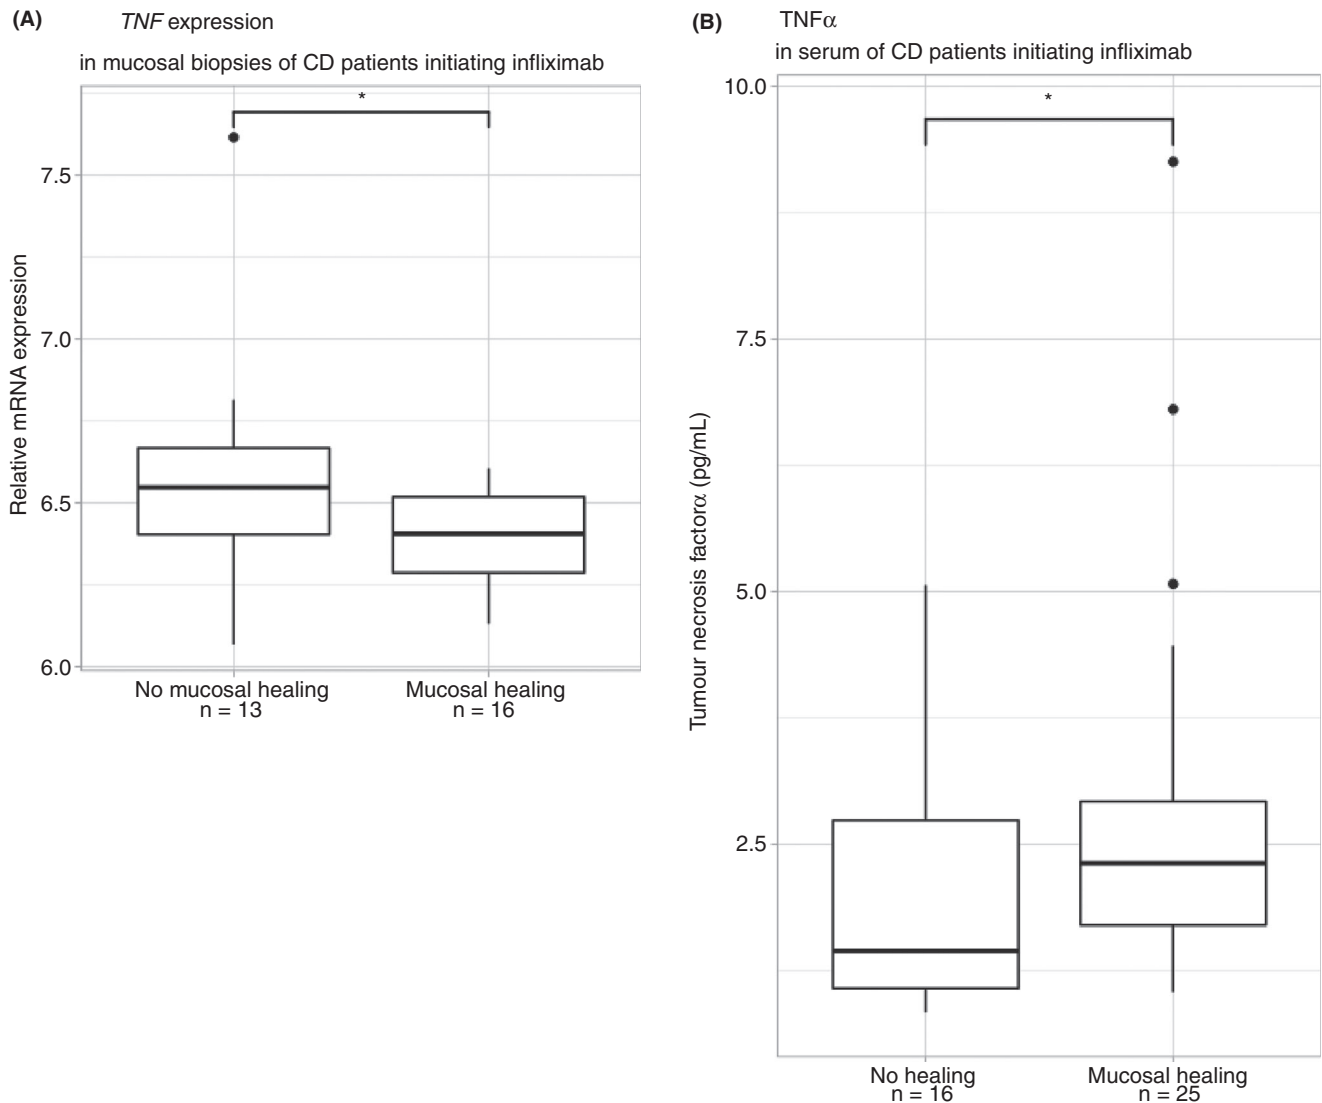 (A) TNF expression
in mucosal biopsies of CD patients initiating infliximab
*
Relative mRNA expression
7.5
7.0
6.5
6.0
No mucosal healing Mucosal healing
n = 13 n = 16
(B) TNFα
in serum of CD patients initiating infliximab
*
Tumour necrosis factorα (pg/mL)
10.0
7.5
5.0
2.5
No healing Mucosal healing
n = 16 n = 25